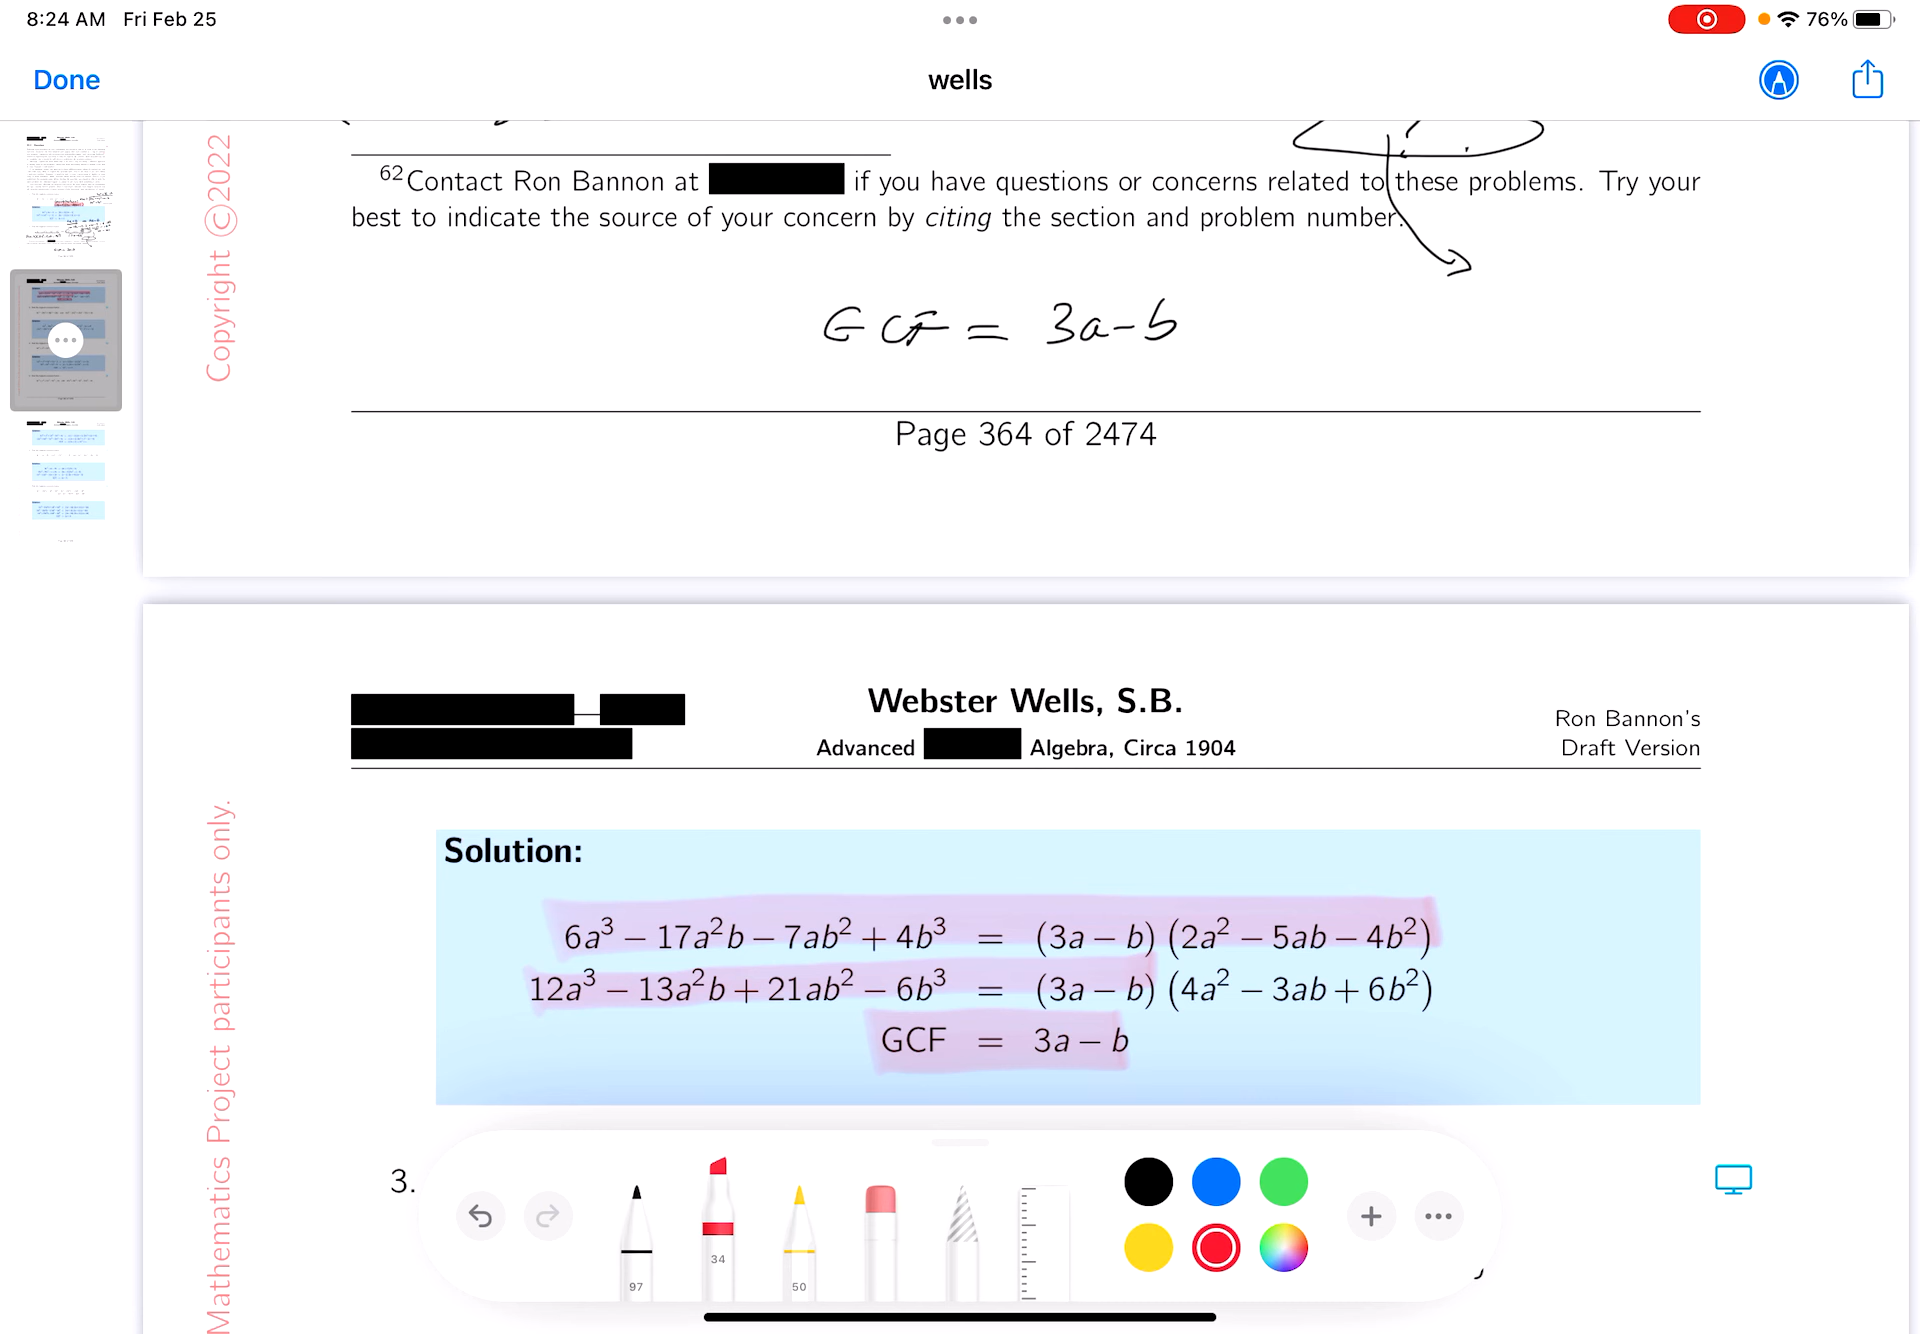 8:24 AM Fri Feb 25
76%
Done
wells
Copyright ©2022
⁶²Contact Ron Bannon at if you have questions or concerns related to these problems. Try your
best to indicate the source of your concern by citing the section and problem number.
GCF = 3a-b
Page 364 of 2474
Webster Wells, S.B.
Advanced Algebra, Circa 1904
Ron Bannon's
Draft Version
Mathematics Project participants only.
Solution:
6a³ − 17a²b − 7ab² + 4b³ = (3a − b) (2a² − 5ab − 4b²)
12a³ − 13a²b + 21ab² − 6b³ = (3a − b) (4a² − 3ab + 6b²)
GCF = 3a − b
3.
97
34
50